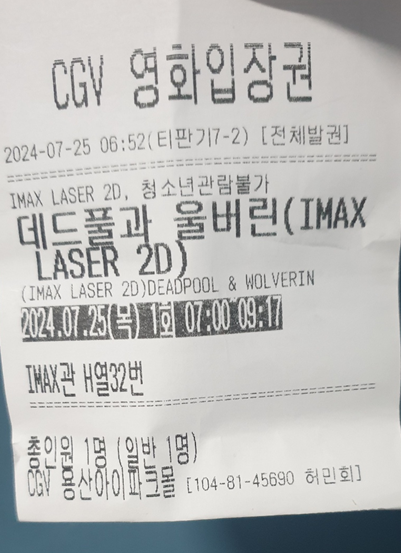 CGV 영화입장권
2024-07-25 06:52(티판기7-2) [전체발권]
IMAX LASER 2D, 청소년관람불가
데드풀과 울버린(IMAX
LASER 2D)
(IMAX LASER 2D)DEADPOOL & WOLVERIN
2024.07.25(목) 1회 07:00 09:17
IMAX관 H열32번
총인원 1명 (일반 1명)
CGV 용산아이파크몰 [104-81-45690 허민회]